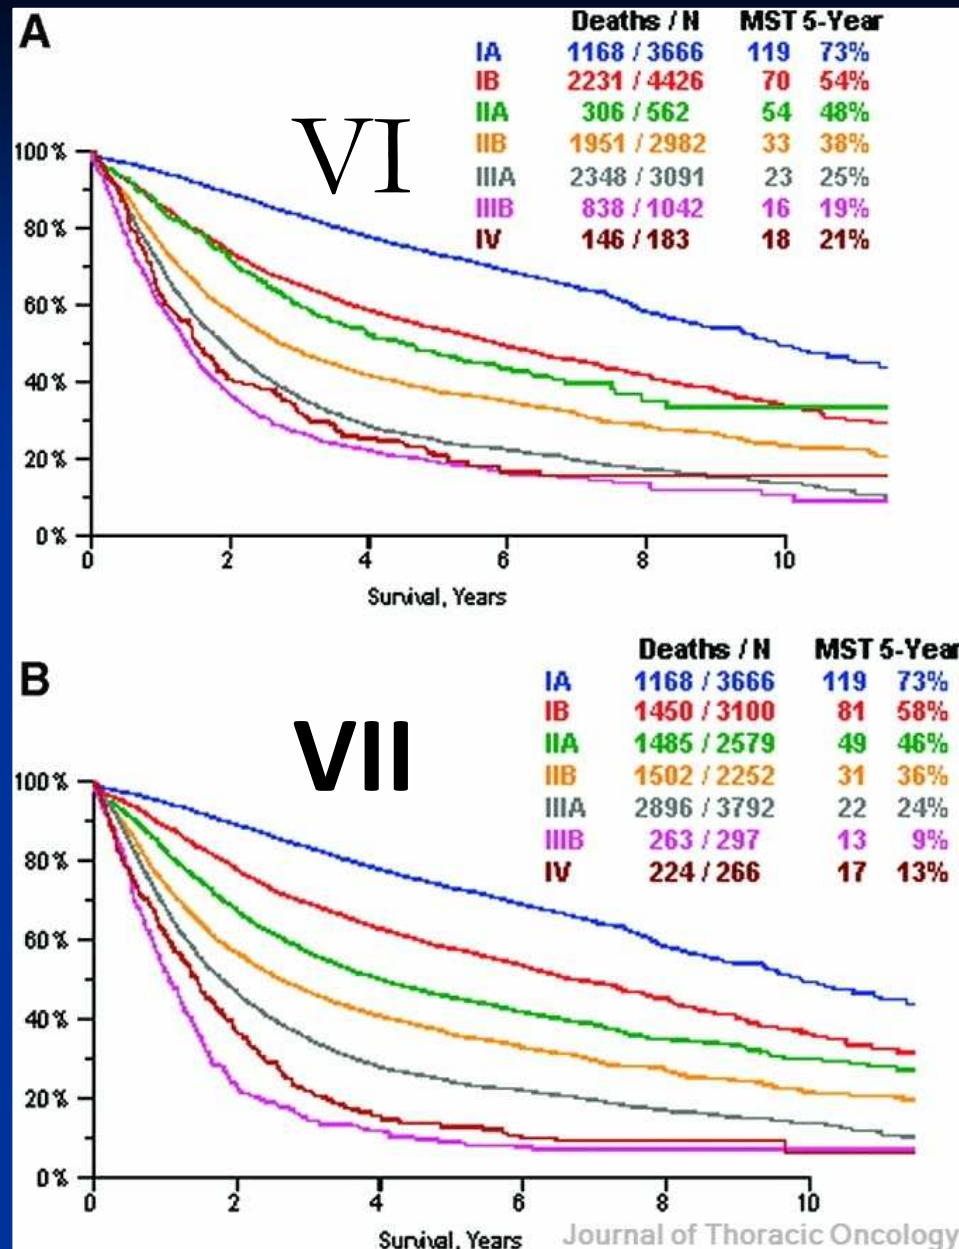 A
Deaths / N MST 5-Year
IA 1168 / 3666 119 73%
IB 2231 / 4426 70 54%
IIA 306 / 562 54 48%
IIB 1951 / 2982 33 38%
IIIA 2348 / 3091 23 25%
IIIB 838 / 1042 16 19%
IV 146 / 183 18 21%
VI
100%
80%
60%
40%
20%
0%
0 2 4 6 8 10
Survival, Years
B
Deaths / N MST 5-Year
IA 1168 / 3666 119 73%
IB 1450 / 3100 81 58%
IIA 1485 / 2579 49 46%
IIB 1502 / 2252 31 36%
IIIA 2896 / 3792 22 24%
IIIB 263 / 297 13 9%
IV 224 / 266 17 13%
VII
100%
80%
60%
40%
20%
0%
0 2 4 6 8 10
Survival, Years
Journal of Thoracic Oncology